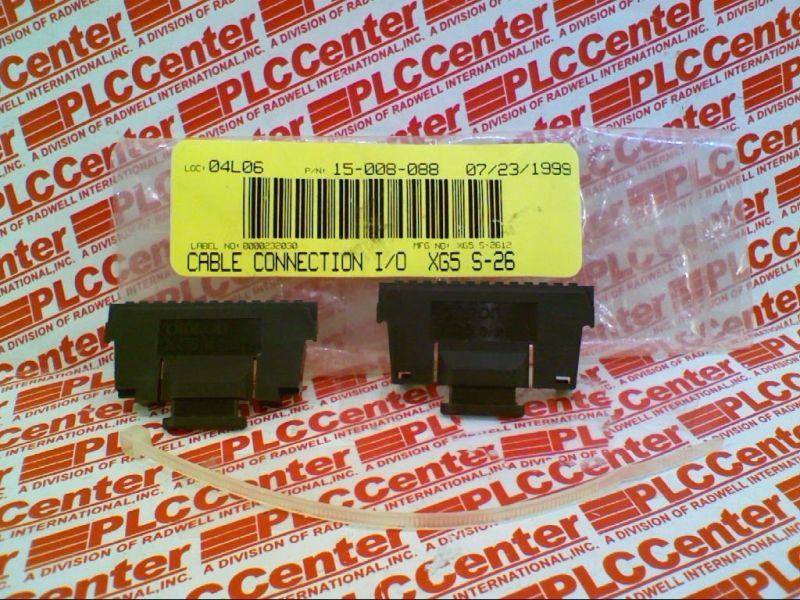 LOC: 04L06 P/N: 15-008-088 07/23/1999
LABEL NO: 0000232030 MFG NO: XG5 S-2612
CABLE CONNECTION I/O XG5 S-26
omron
PLCCenter
A DIVISION OF RADWELL INTERNATIONAL, INC.